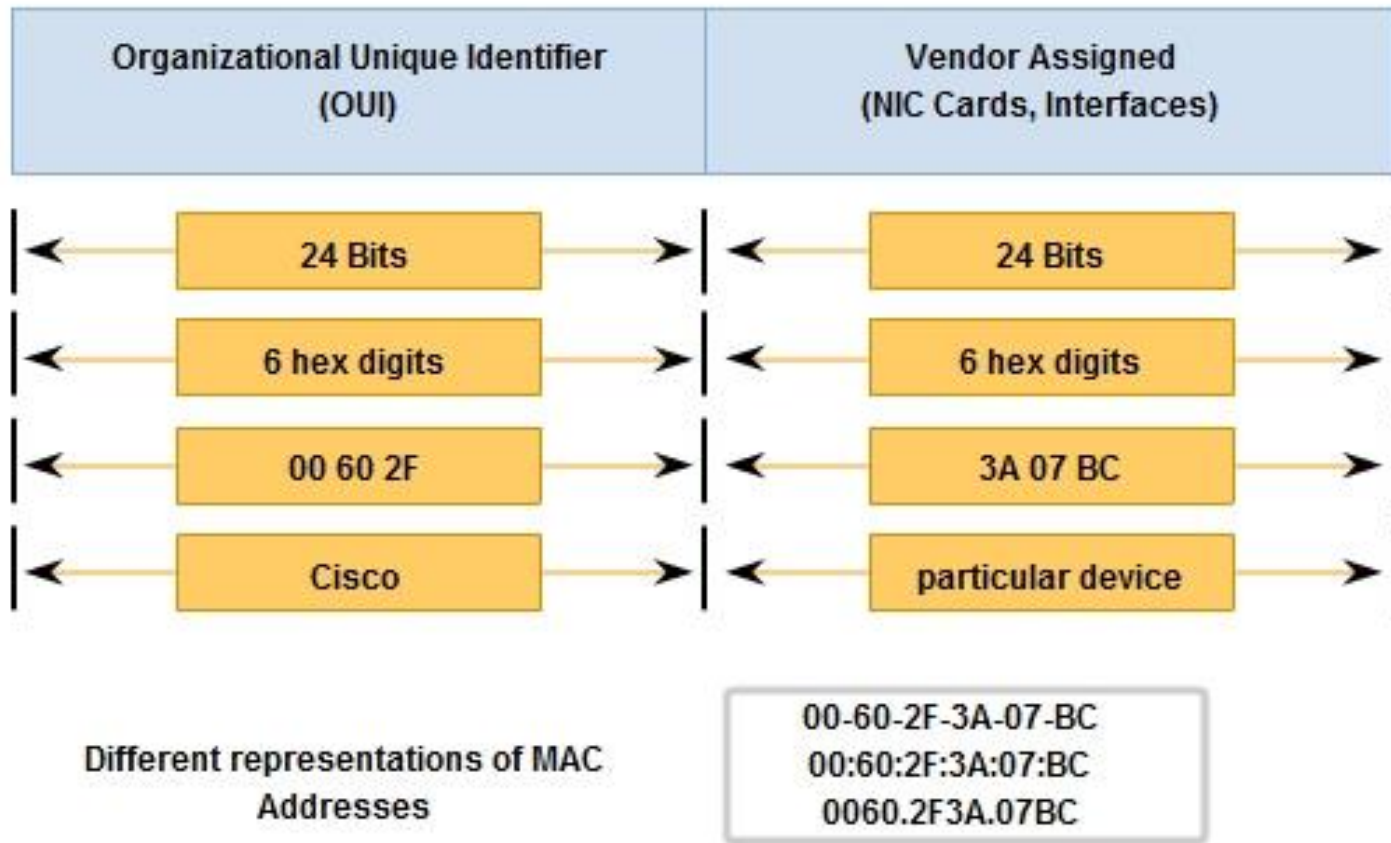 Organizational Unique Identifier
(OUI)
Vendor Assigned
(NIC Cards, Interfaces)
24 Bits
24 Bits
6 hex digits
6 hex digits
00 60 2F
3A 07 BC
Cisco
particular device
Different representations of MAC
Addresses
00-60-2F-3A-07-BC
00:60:2F:3A:07:BC
0060.2F3A.07BC